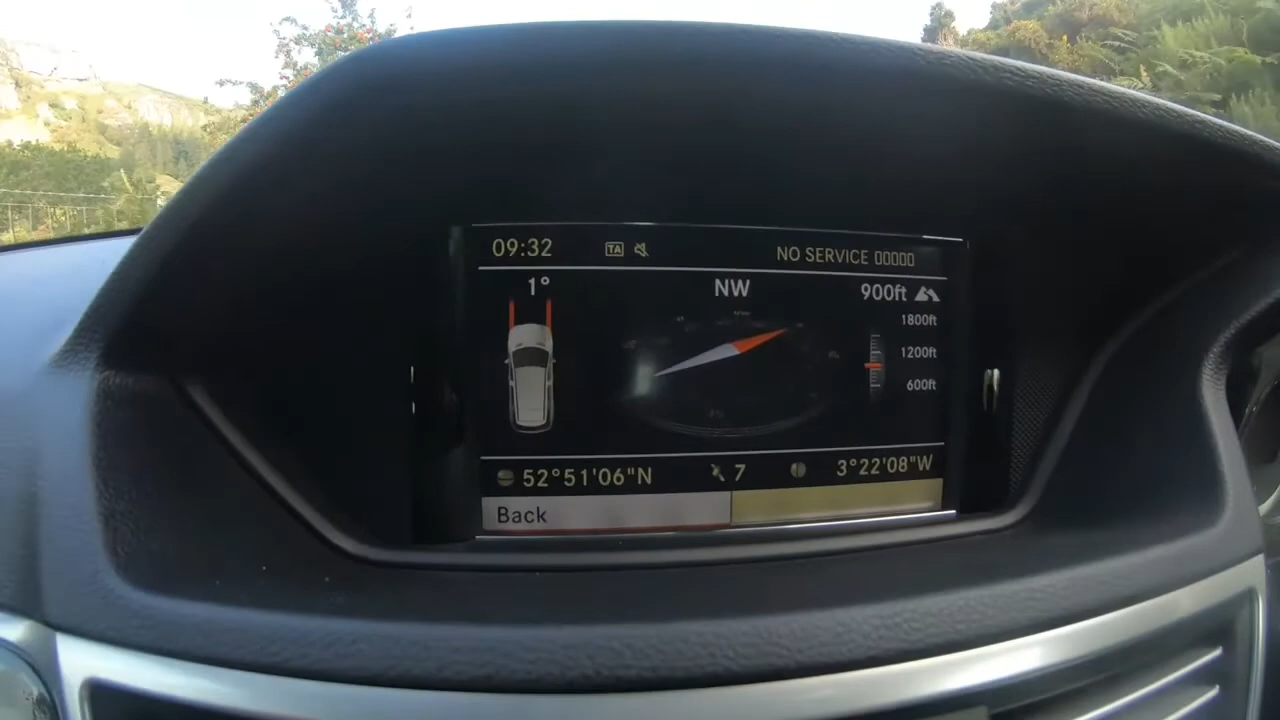 09:32 TA NO SERVICE
1° NW 900ft
1800ft
1200ft
600ft
52°51'06"N 7 3°22'08"W
Back